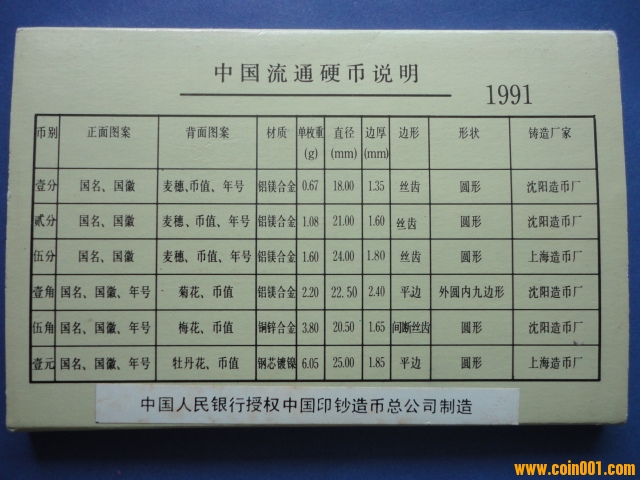 中国流通硬币说明
1991
币别 正面图案 背面图案 材质 单枚重(g) 直径(mm) 边厚(mm) 边形 形状 铸造厂家
壹分 国名、国徽 麦穗、币值、年号 铝镁合金 0.67 18.00 1.35 丝齿 圆形 沈阳造币厂
贰分 国名、国徽 麦穗、币值、年号 铝镁合金 1.08 21.00 1.60 丝齿 圆形 沈阳造币厂
伍分 国名、国徽 麦穗、币值、年号 铝镁合金 1.60 24.00 1.80 丝齿 圆形 上海造币厂
壹角 国名、国徽、年号 菊花、币值 铝镁合金 2.20 22.50 2.40 平边 外圆内九边形 沈阳造币厂
伍角 国名、国徽、年号 梅花、币值 铜锌合金 3.80 20.50 1.65 间断丝齿 圆形 沈阳造币厂
壹元 国名、国徽、年号 牡丹花、币值 钢芯镀镍 6.05 25.00 1.85 平边 圆形 上海造币厂
中国人民银行授权中国印钞造币总公司制造
www.coin001.com